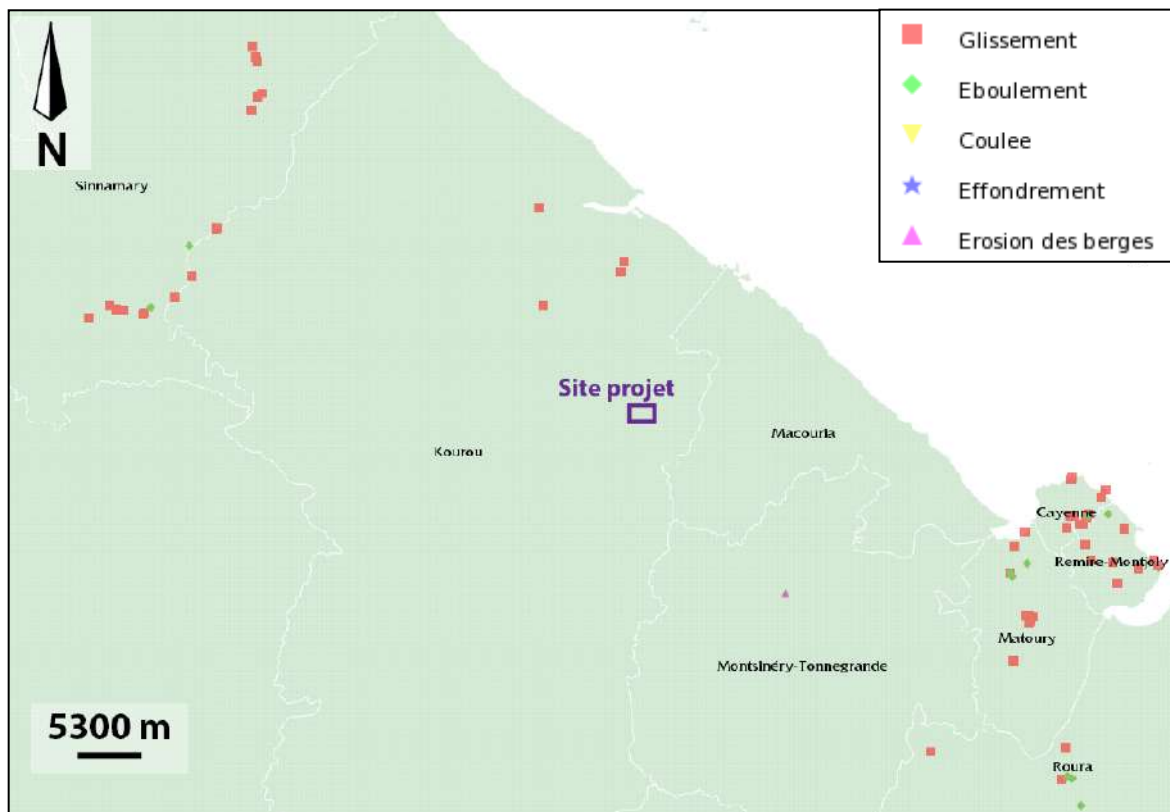 Glissement
Eboulement
Coulee
Effondrement
Erosion des berges
N
Sinnamary
Site projet
Macouria
Kourou
Cayenne
Remire-Montjoly
Matoury
Montsinéry-Tonnegrande
5300 m
Roura